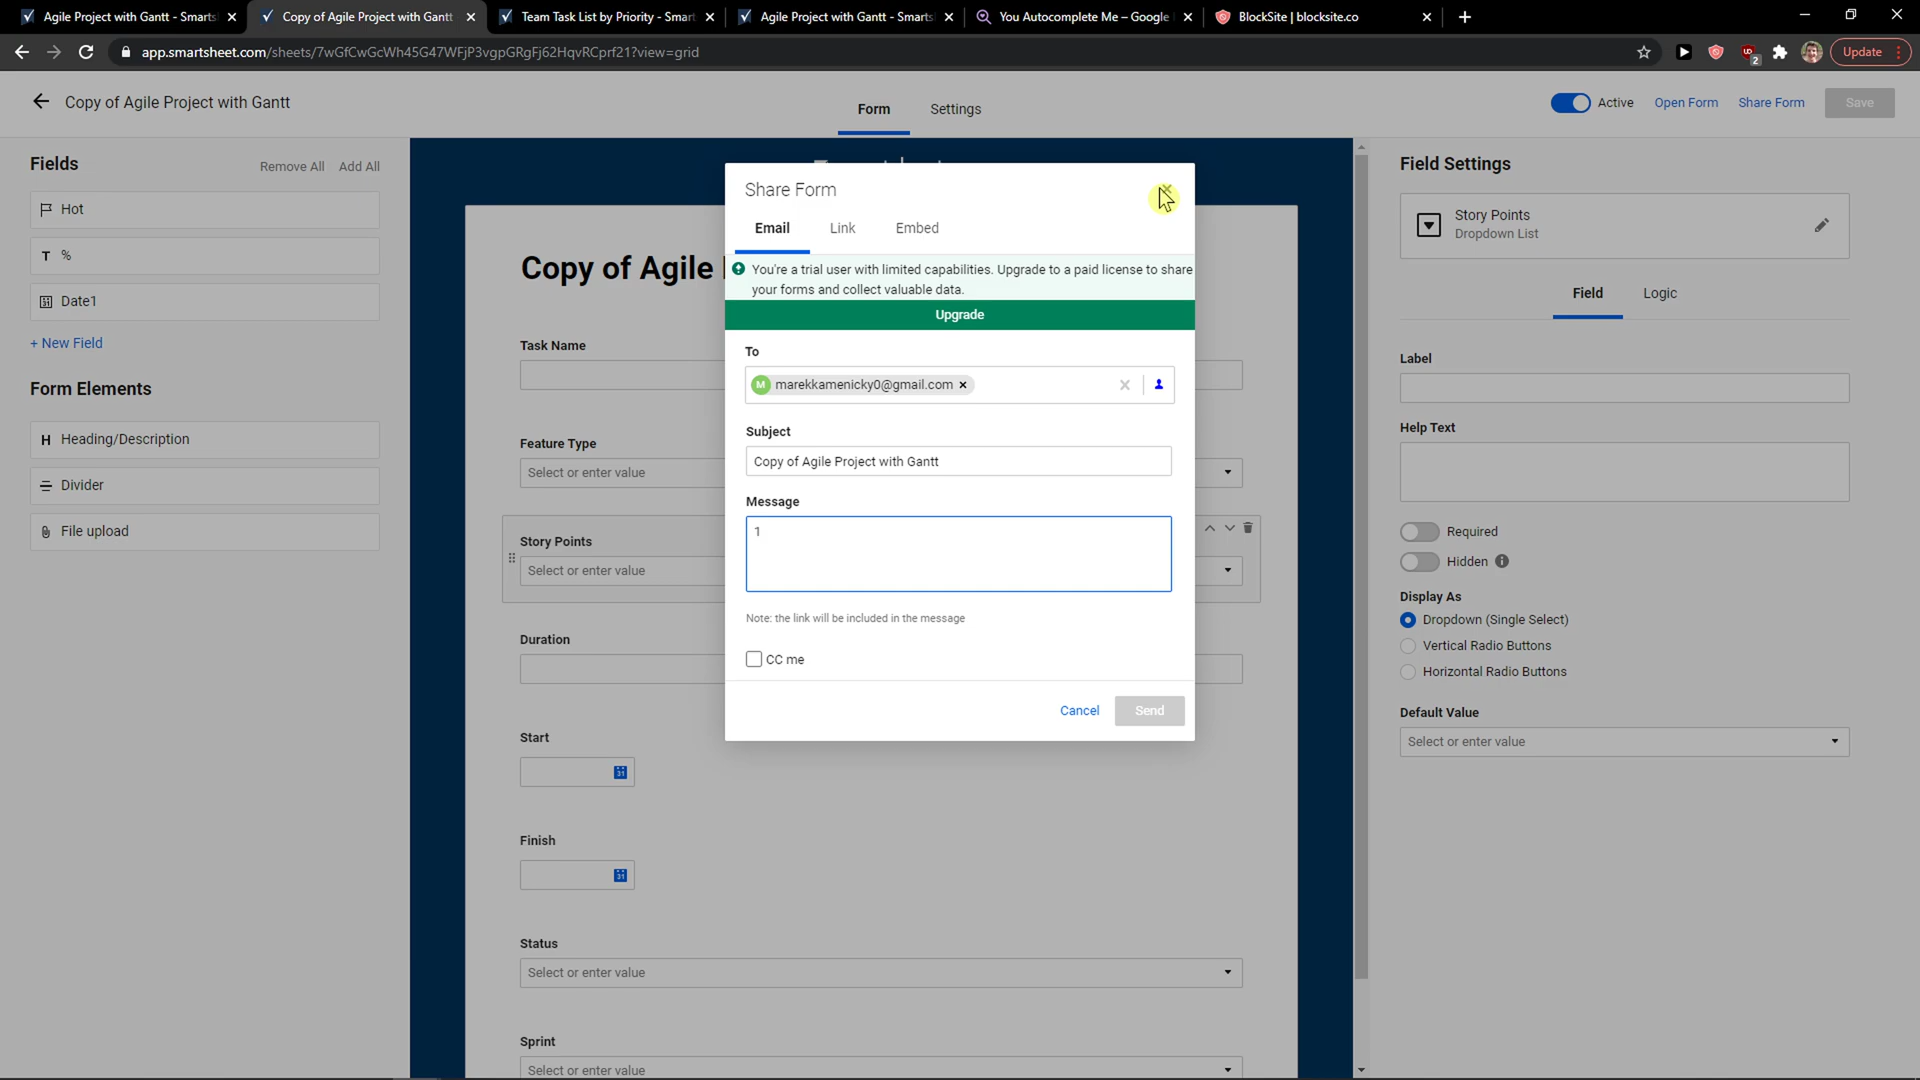 Agile Project with Gantt - Smarts
Copy of Agile Project with Gantt
Team Task List by Priority - Smar
Agile Project with Gantt - Smarts
You Autocomplete Me – Google
BlockSite | blocksite.co
app.smartsheet.com/sheets/7wGfCwGcWh45G47WFjP3vgpGRgFj62HqvRCprf21?view=grid
2
Update
Copy of Agile Project with Gantt
Form
Settings
Active
Open Form
Share Form
Save
Fields
Remove All
Add All
Hot
T %
31 Date1
+ New Field
Form Elements
H Heading/Description
Divider
File upload
Copy of Agile
Task Name
Feature Type
Select or enter value
Story Points
Select or enter value
Duration
Start
31
Finish
31
Status
Select or enter value
Sprint
Select or enter value
Share Form
Email
Link
Embed
You're a trial user with limited capabilities. Upgrade to a paid license to share
your forms and collect valuable data.
Upgrade
To
M marekkamenicky0@gmail.com
Subject
Copy of Agile Project with Gantt
Message
1
Note: the link will be included in the message
CC me
Cancel
Send
Field Settings
Story Points
Dropdown List
Field
Logic
Label
Help Text
Required
Hidden
Display As
Dropdown (Single Select)
Vertical Radio Buttons
Horizontal Radio Buttons
Default Value
Select or enter value